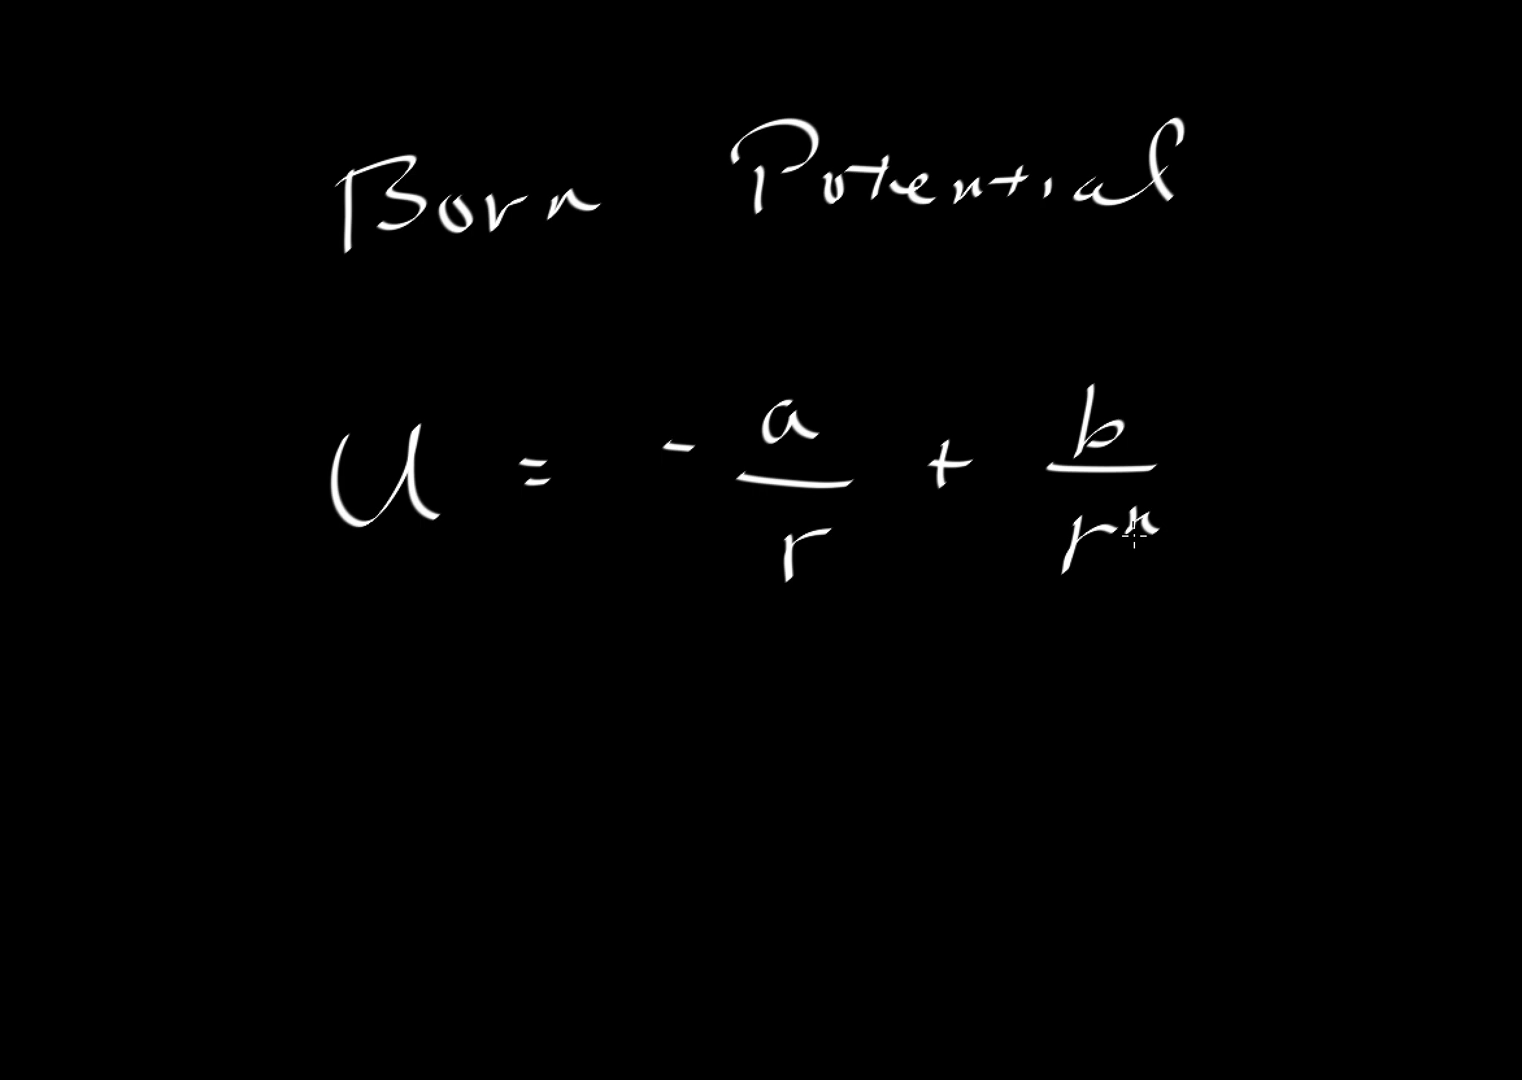 Born Potential
U = - a/r + b/r^n